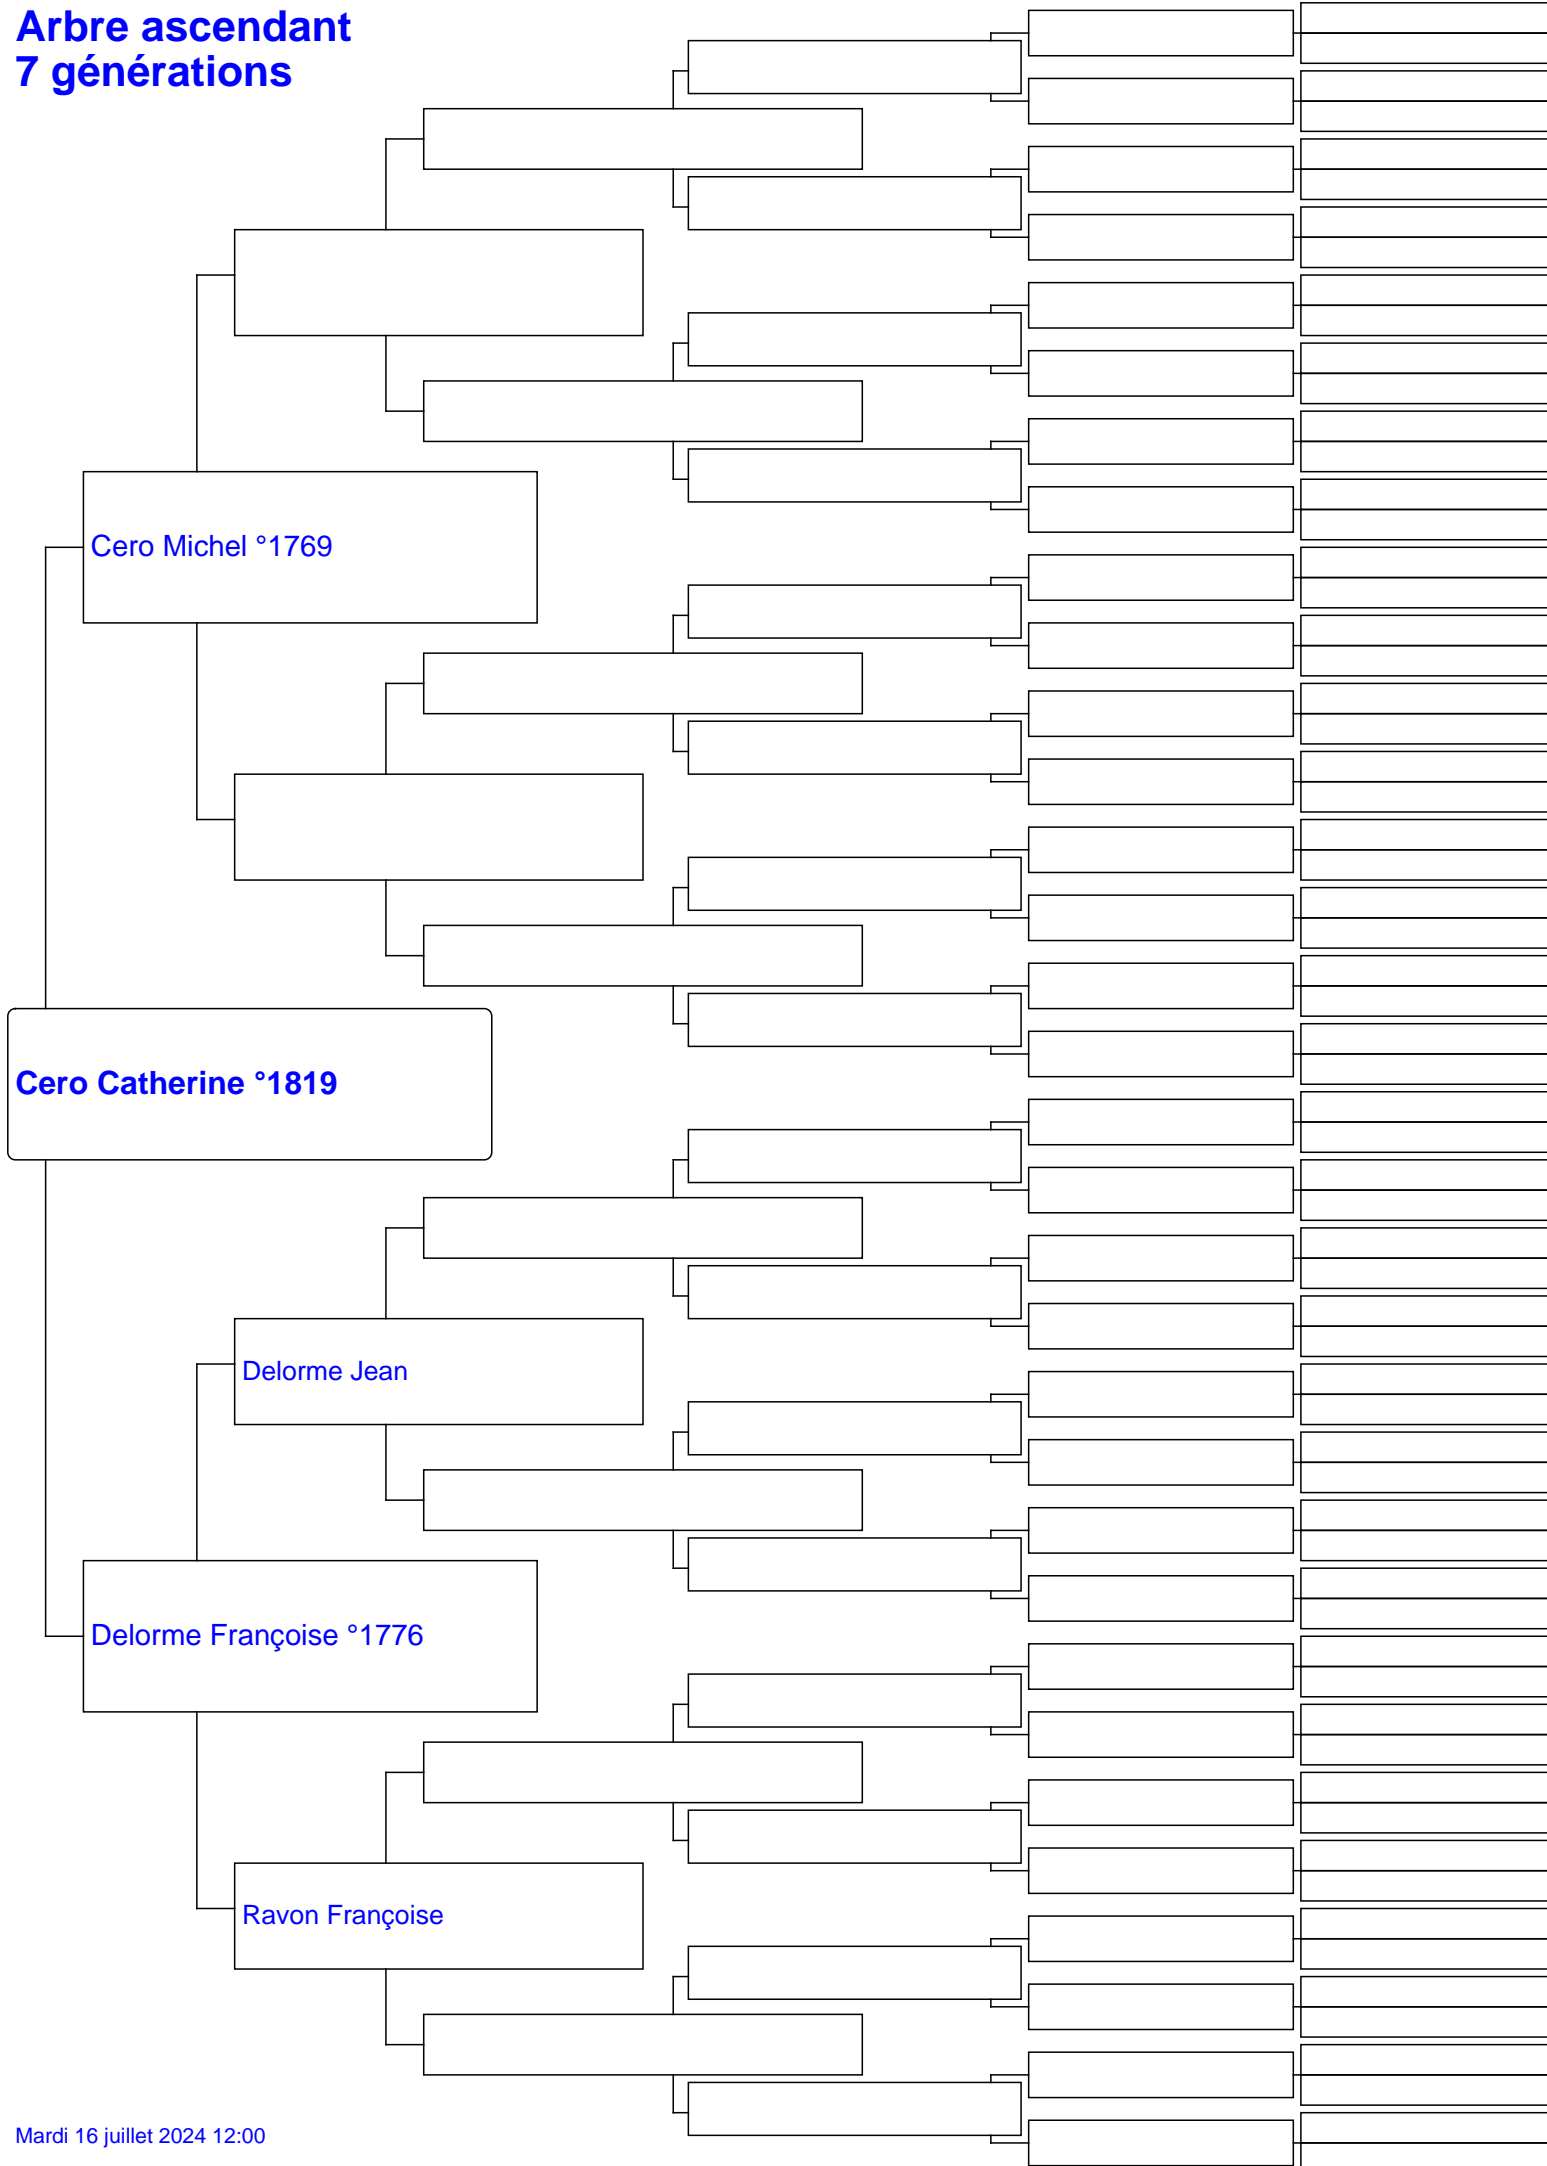 Arbre ascendant
7 générations
Cero Michel °1769
Cero Catherine °1819
Delorme Jean
Delorme Françoise °1776
Ravon Françoise
Mardi 16 juillet 2024 12:00